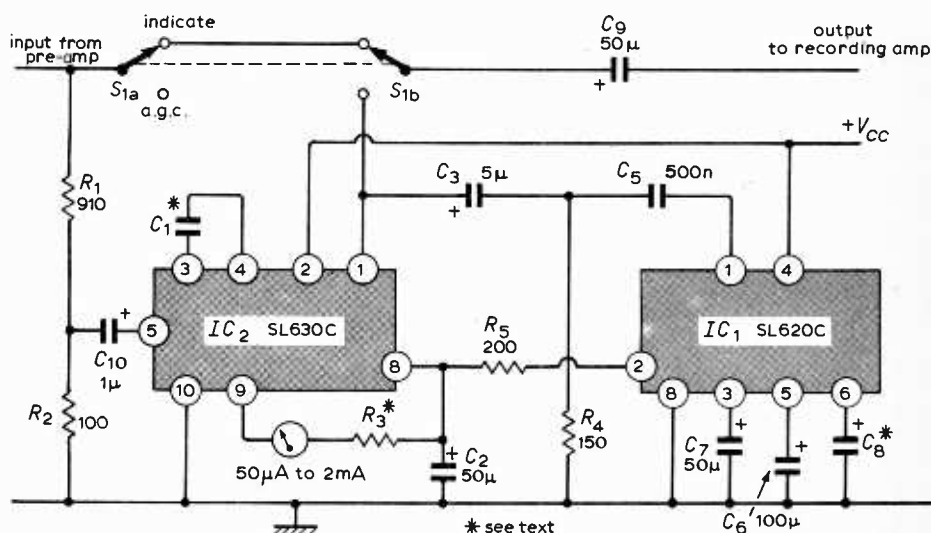 indicate
input from
pre-amp
S1a
a.g.c.
S1b
C9
50μ
+
output
to recording amp
+VCC
R1
910
C1*
C3
5μ
+
C5
500n
3
4
2
1
1
4
5
IC2 SL630C
IC1 SL620C
C10
1μ
+
R5
200
8
2
R2
100
10
9
R3*
R4
150
8
3
5
6
50μA to 2mA
+
C2
50μ
C7
50μ
+
C6
100μ
+
+
C8*
* see text